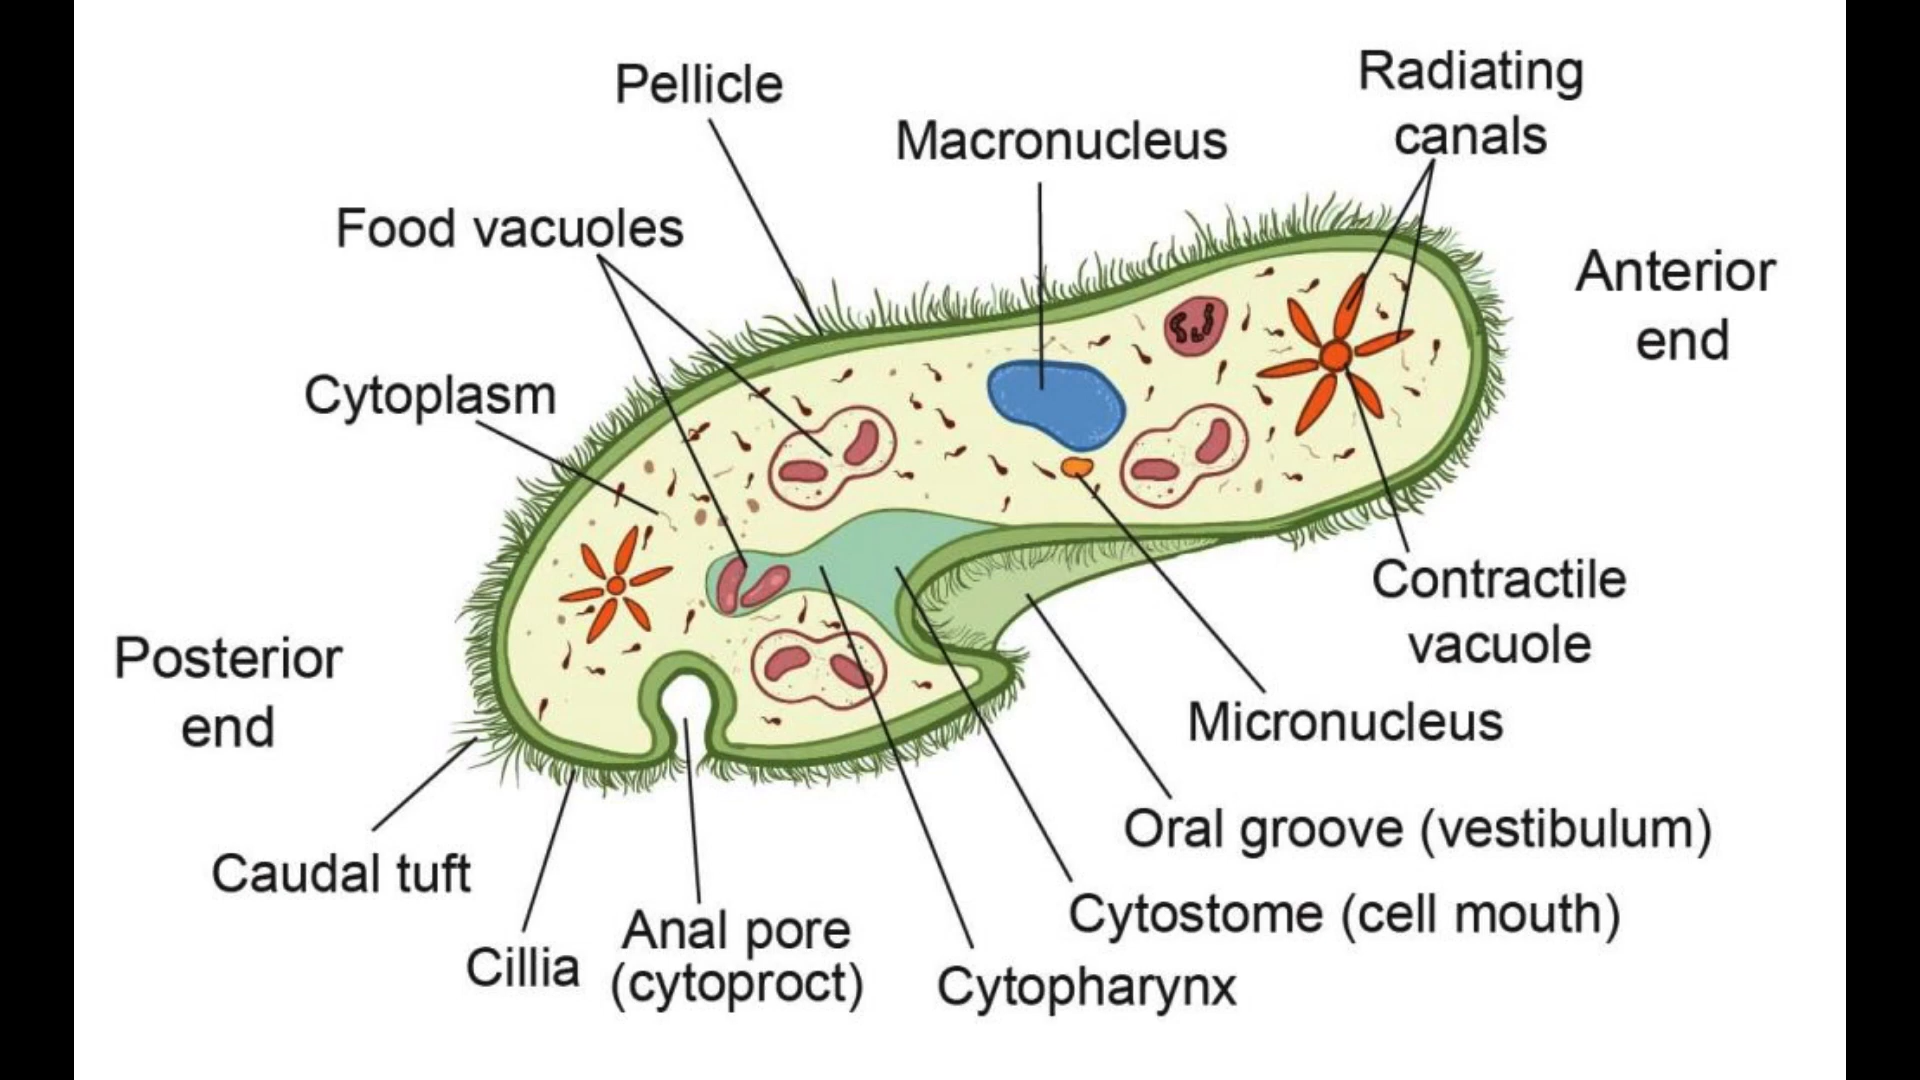 Pellicle
Radiating
canals
Macronucleus
Food vacuoles
Anterior
end
Cytoplasm
Contractile
vacuole
Posterior
end
Micronucleus
Oral groove (vestibulum)
Caudal tuft
Cytostome (cell mouth)
Cillia
Anal pore
(cytoproct)
Cytopharynx